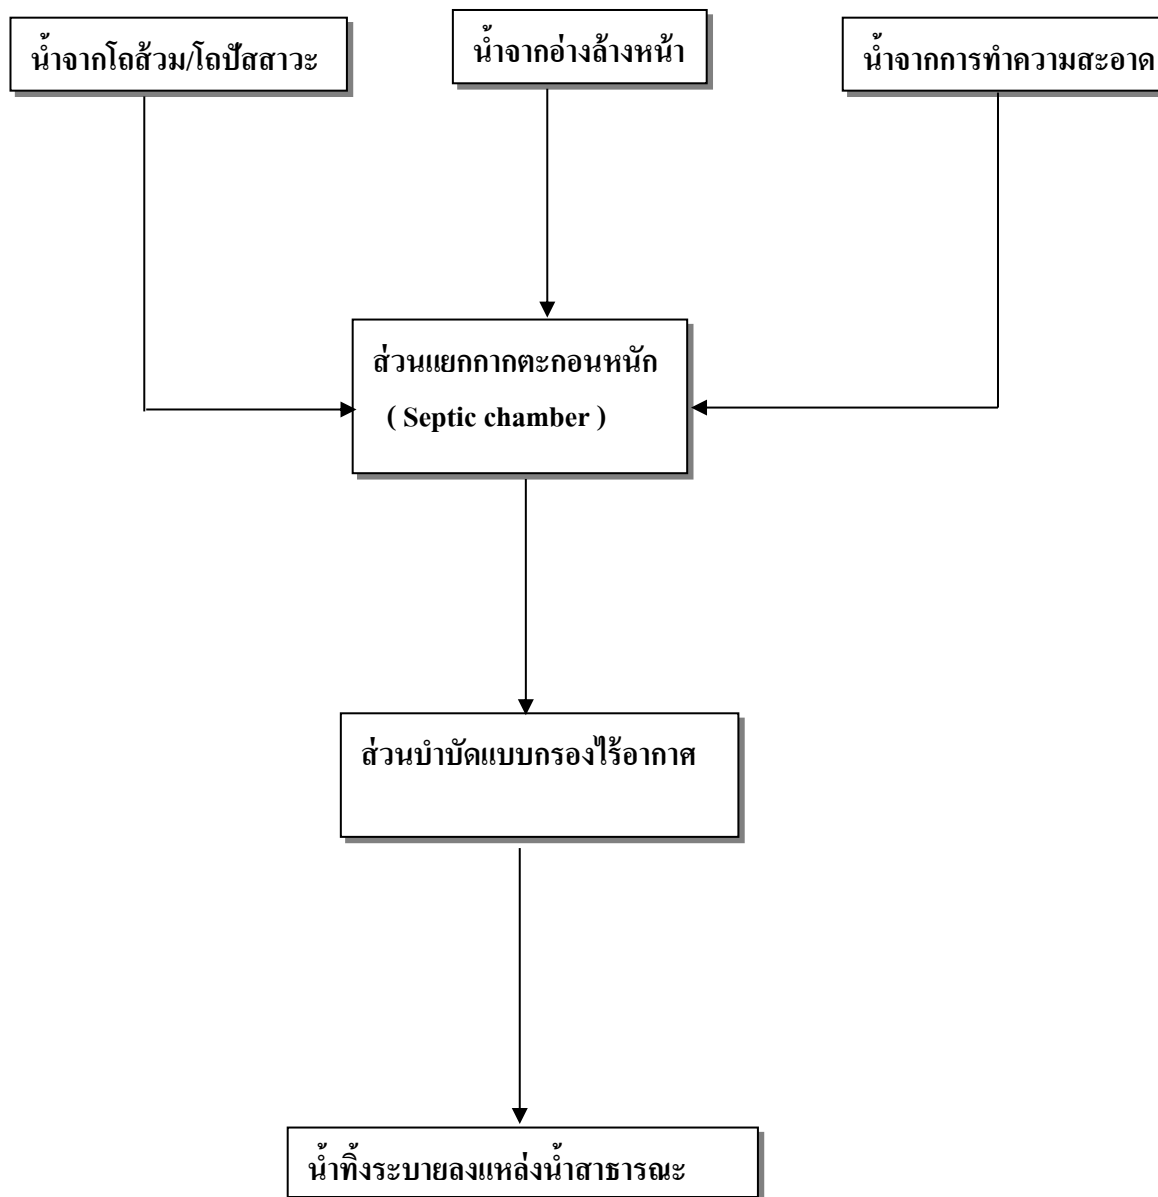 น้ำจากโถส้วม/โถปัสสาวะ
น้ำจากอ่างล้างหน้า
น้ำจากการทำความสะอาด
ส่วนแยกกากตะกอนหนัก
( Septic chamber )
ส่วนบำบัดแบบกรองไร้อากาศ
น้ำทิ้งระบายลงแหล่งน้ำสาธารณะ